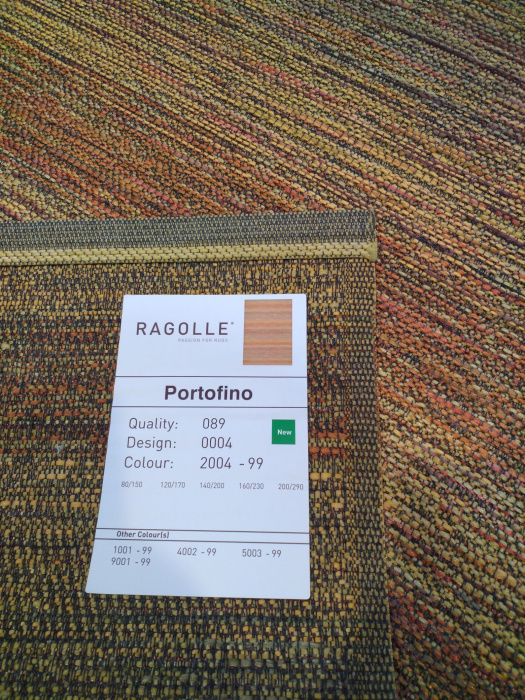 RAGOLLE®
PASSION FOR RUGS
Portofino
Quality: 089
Design: 0004
New
Colour: 2004 - 99
80/150 120/170 140/200 160/230 200/290
Other Colour(s)
1001 - 99 4002 - 99 5003 - 99
9001 - 99